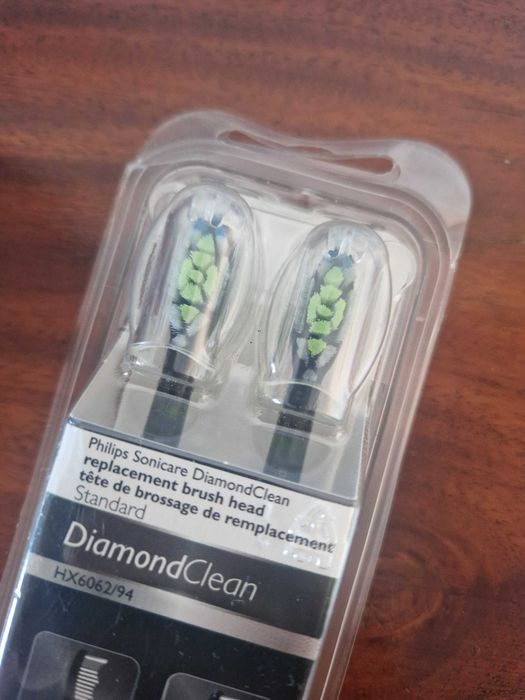 Philips Sonicare DiamondClean
replacement brush head
tête de brossage de remplacement
Standard
DiamondClean
HX6062/94